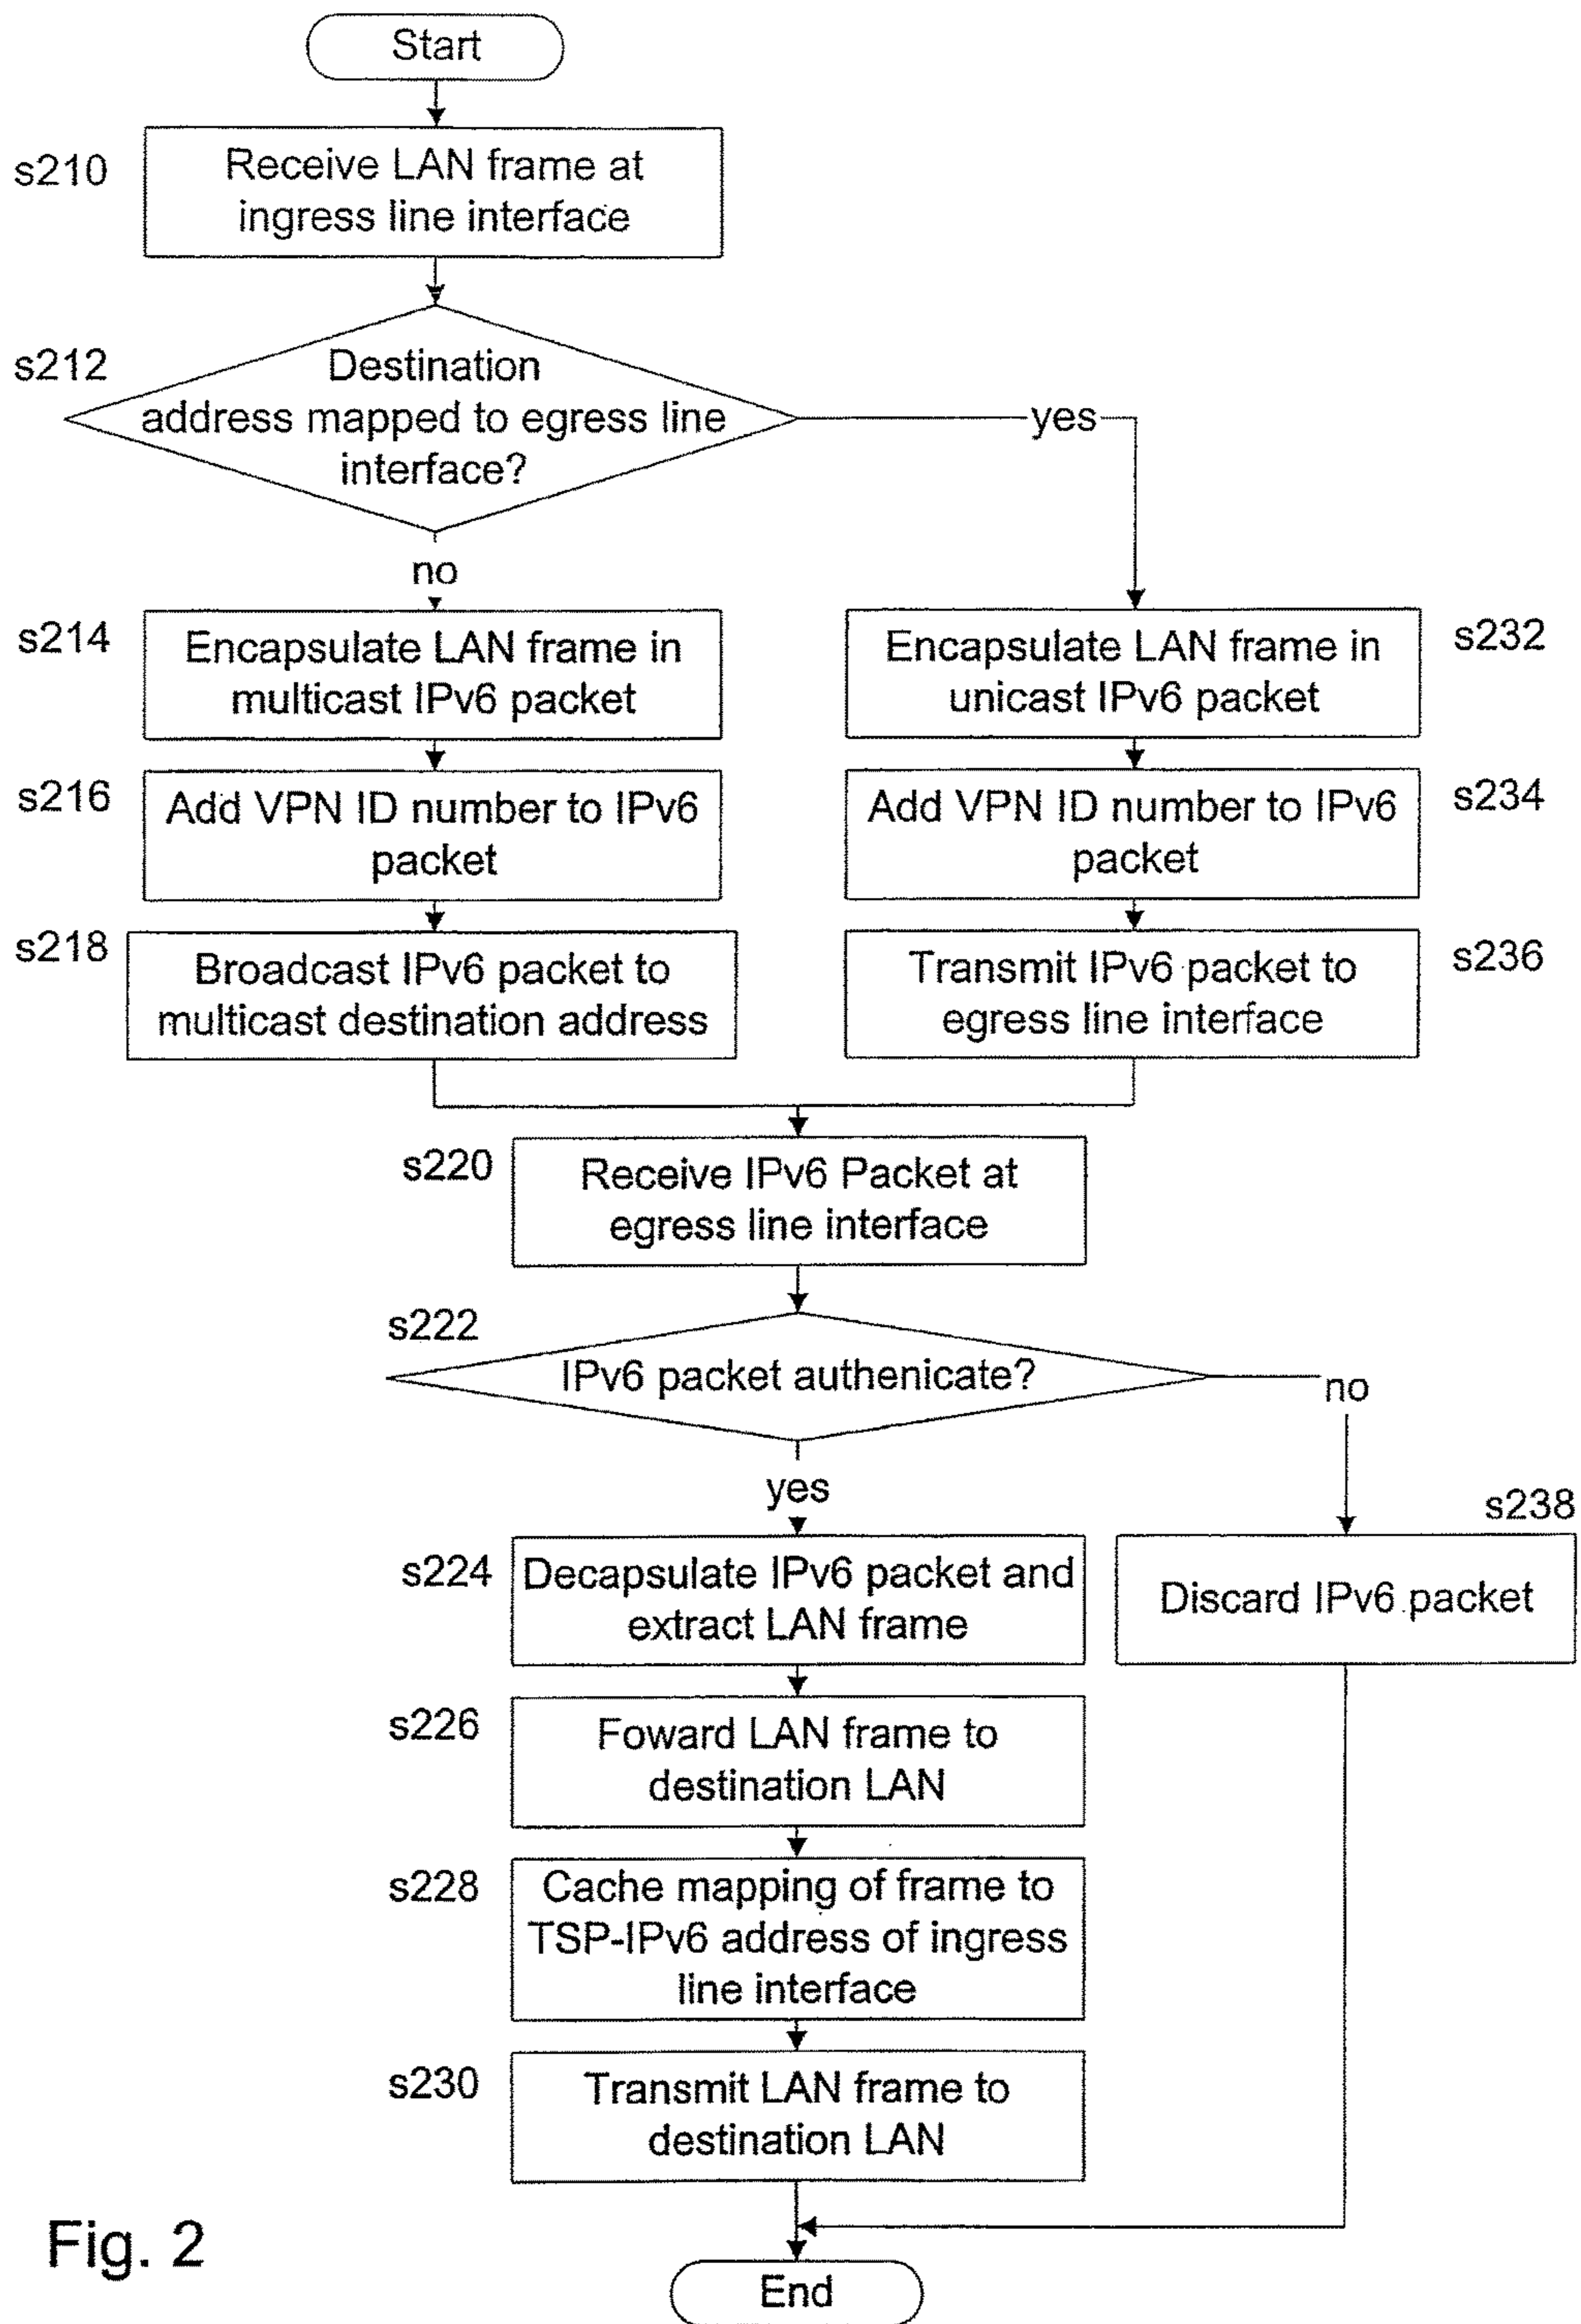 Start
s210
Receive LAN frame at
ingress line interface
s212
Destination
address mapped to egress line
interface?
yes
no
s214
Encapsulate LAN frame in
multicast IPv6 packet
Encapsulate LAN frame in
unicast IPv6 packet
s232
s216
Add VPN ID number to IPv6
packet
Add VPN ID number to IPv6
packet
s234
s218
Broadcast IPv6 packet to
multicast destination address
Transmit IPv6 packet to
egress line interface
s236
s220
Receive IPv6 Packet at
egress line interface
s222
IPv6 packet authenicate?
no
yes
s238
s224
Decapsulate IPv6 packet and
extract LAN frame
Discard IPv6 packet
s226
Foward LAN frame to
destination LAN
s228
Cache mapping of frame to
TSP-IPv6 address of ingress
line interface
s230
Transmit LAN frame to
destination LAN
Fig. 2
End